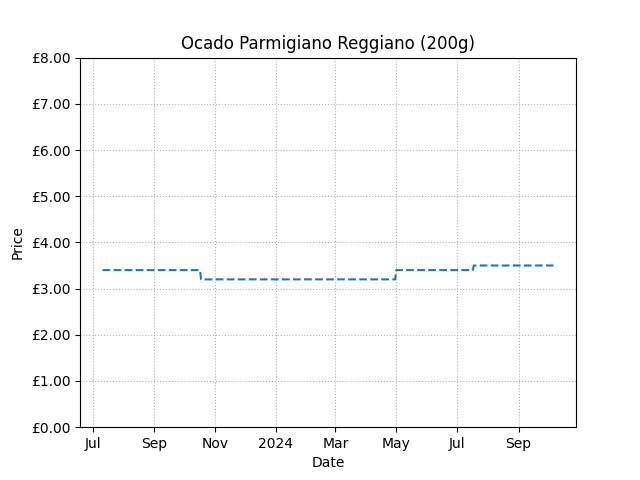 Ocado Parmigiano Reggiano (200g)
£8.00
£7.00
£6.00
£5.00
£4.00
£3.00
£2.00
£1.00
£0.00
Price
Jul Sep Nov 2024 Mar May Jul Sep
Date